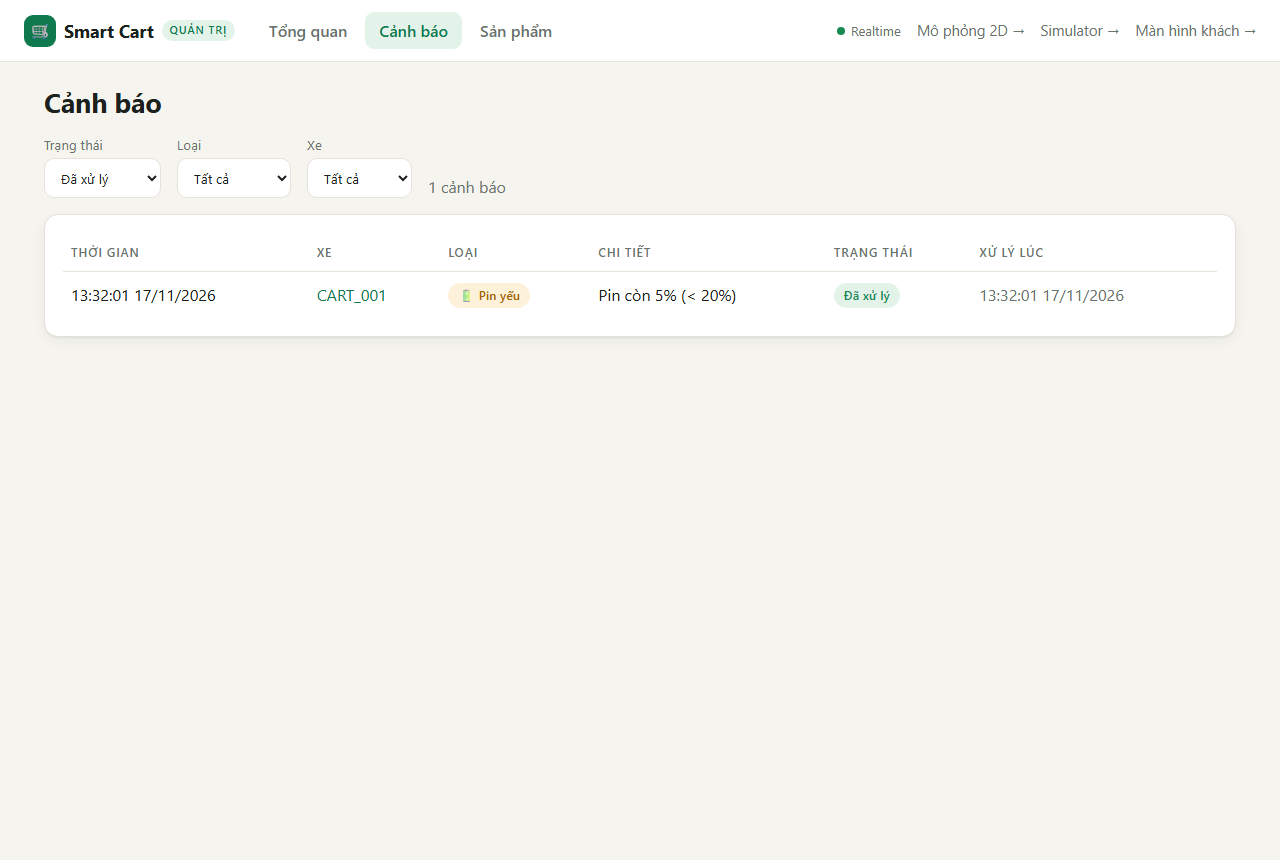 Smart Cart QUẢN TRỊ Tổng quan Cảnh báo Sản phẩm Realtime Mô phỏng 2D → Simulator → Màn hình khách →
Cảnh báo
Trạng thái Loại Xe
Đã xử lý Tất cả Tất cả 1 cảnh báo
THỜI GIAN XE LOẠI CHI TIẾT TRẠNG THÁI XỬ LÝ LÚC
13:32:01 17/11/2026 CART_001 Pin yếu Pin còn 5% (< 20%) Đã xử lý 13:32:01 17/11/2026